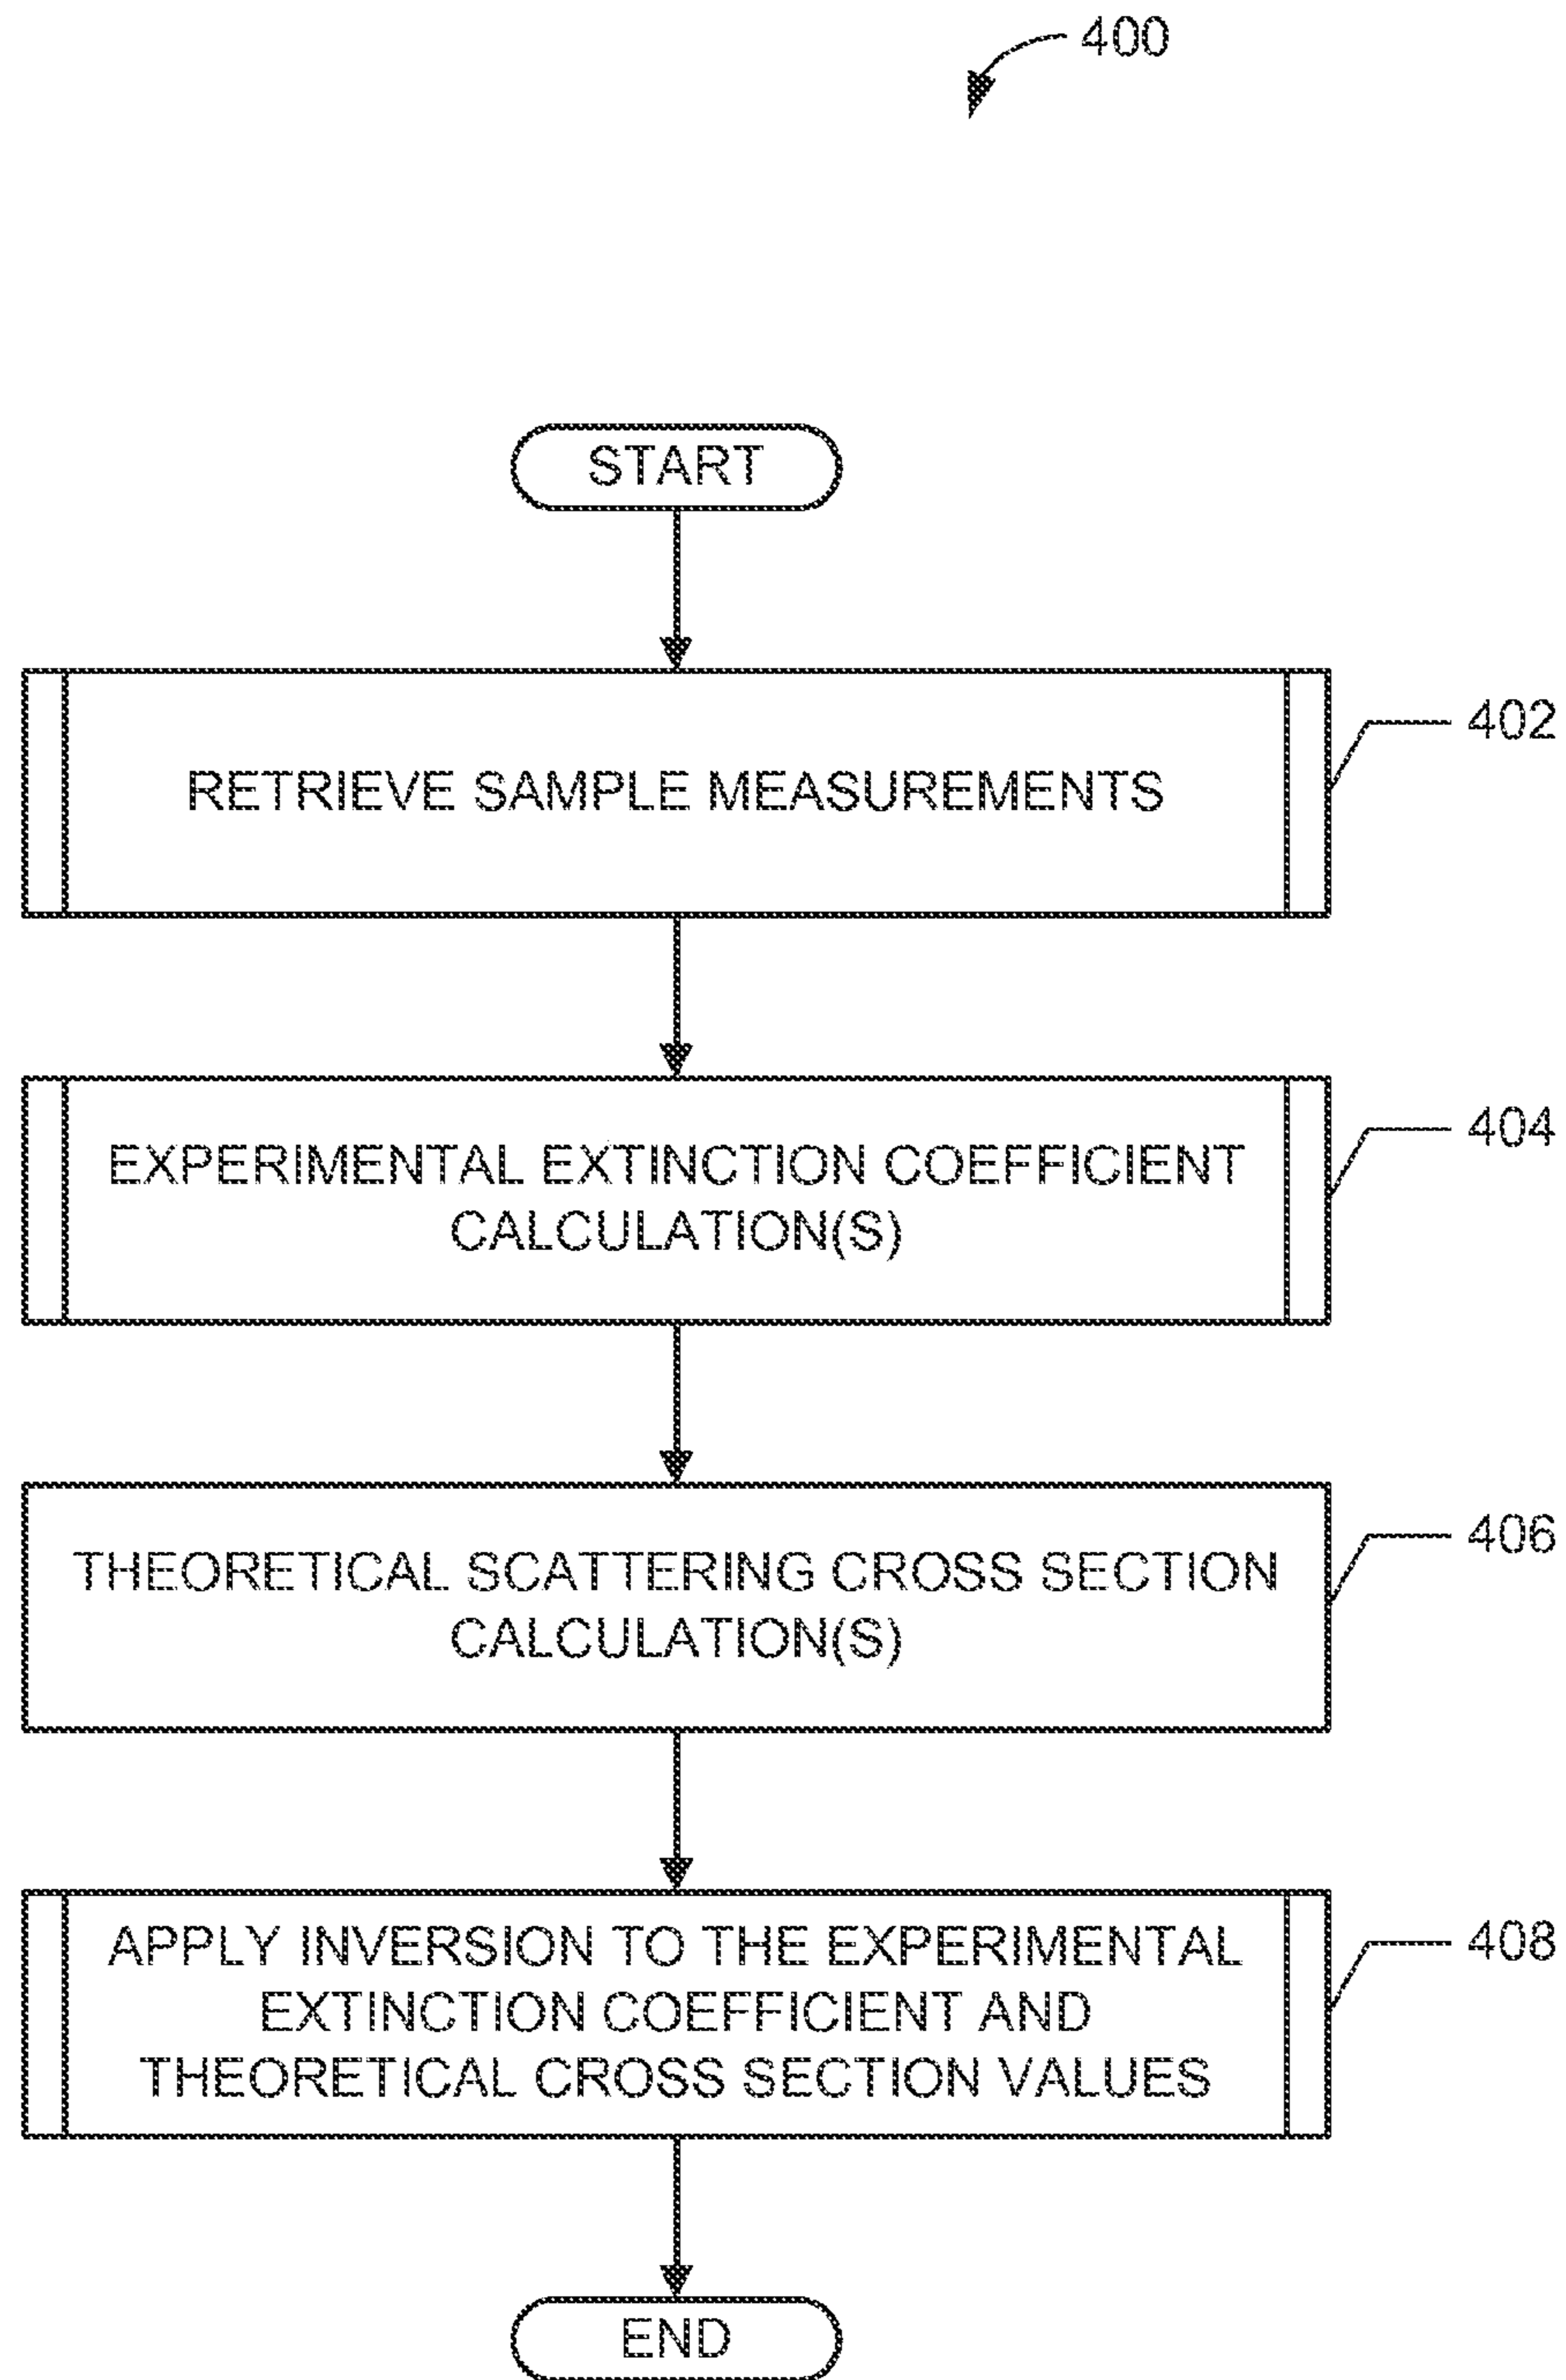 400
START
RETRIEVE SAMPLE MEASUREMENTS
402
EXPERIMENTAL EXTINCTION COEFFICIENT
CALCULATION(S)
404
THEORETICAL SCATTERING CROSS SECTION
CALCULATION(S)
406
APPLY INVERSION TO THE EXPERIMENTAL
EXTINCTION COEFFICIENT AND
THEORETICAL CROSS SECTION VALUES
408
END